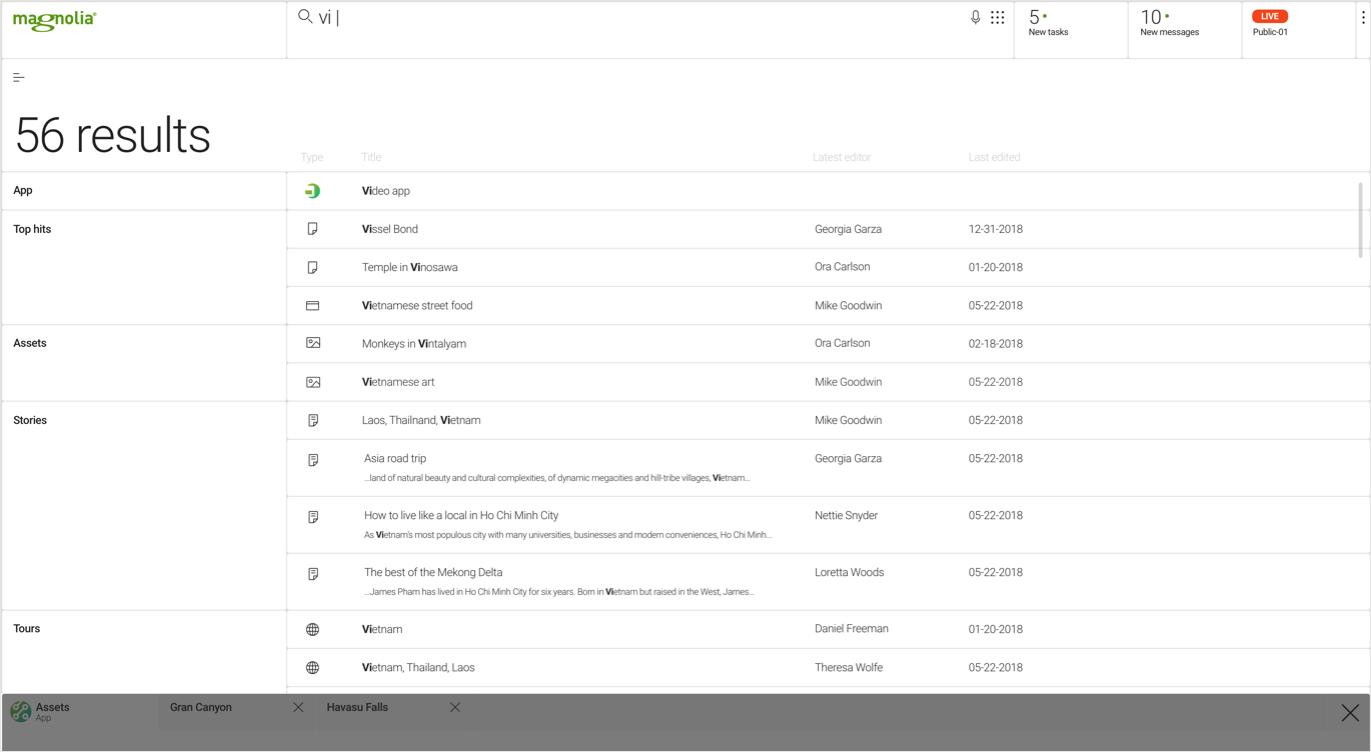 magnolia®
vi |
5
New tasks
10
New messages
LIVE
Public-01
56 results
Type Title Latest editor Last edited
App
Video app
Top hits
Vissel Bond Georgia Garza 12-31-2018
Temple in Vinosawa Ora Carlson 01-20-2018
Vietnamese street food Mike Goodwin 05-22-2018
Assets
Monkeys in Vintalyam Ora Carlson 02-18-2018
Vietnamese art Mike Goodwin 05-22-2018
Stories
Laos, Thailnand, Vietnam Mike Goodwin 05-22-2018
Asia road trip Georgia Garza 05-22-2018
...land of natural beauty and cultural complexities, of dynamic megacities and hill-tribe villages, Vietnam...
How to live like a local in Ho Chi Minh City Nettie Snyder 05-22-2018
As Vietnam's most populous city with many universities, businesses and modern conveniences, Ho Chi Minh...
The best of the Mekong Delta Loretta Woods 05-22-2018
...James Pham has lived in Ho Chi Minh City for six years. Born in Vietnam but raised in the West, James...
Tours
Vietnam Daniel Freeman 01-20-2018
Vietnam, Thailand, Laos Theresa Wolfe 05-22-2018
Assets
App
Gran Canyon
Havasu Falls